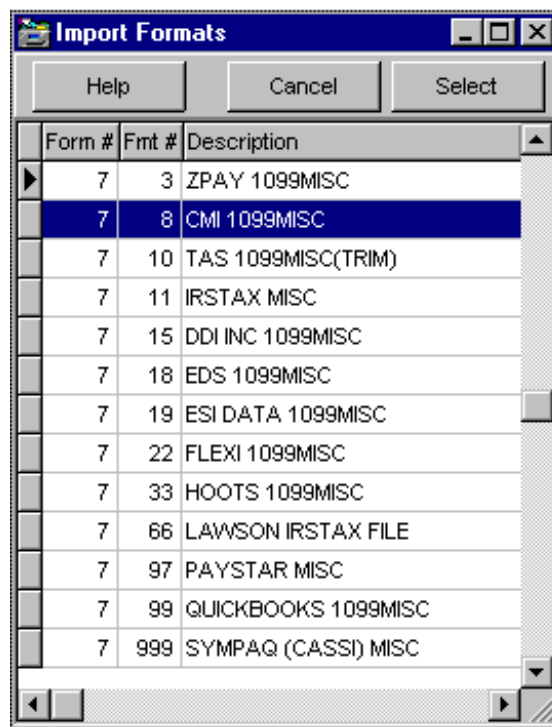 Import Formats
Help Cancel Select
Form # Fmt # Description
7 3 ZPAY 1099MISC
7 8 CMI 1099MISC
7 10 TAS 1099MISC(TRIM)
7 11 IRSTAX MISC
7 15 DDI INC 1099MISC
7 18 EDS 1099MISC
7 19 ESI DATA 1099MISC
7 22 FLEXI 1099MISC
7 33 HOOTS 1099MISC
7 66 LAWSON IRSTAX FILE
7 97 PAYSTAR MISC
7 99 QUICKBOOKS 1099MISC
7 999 SYMPAQ (CASSI) MISC